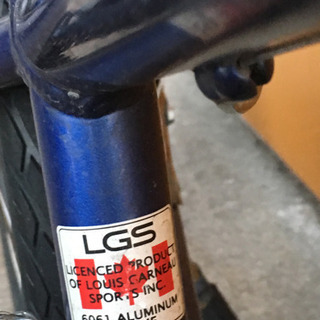 LGS
LICENCED PRODUCT
OF LOUIS GARNEAU
SPORTS INC.
6061 ALUMINUM